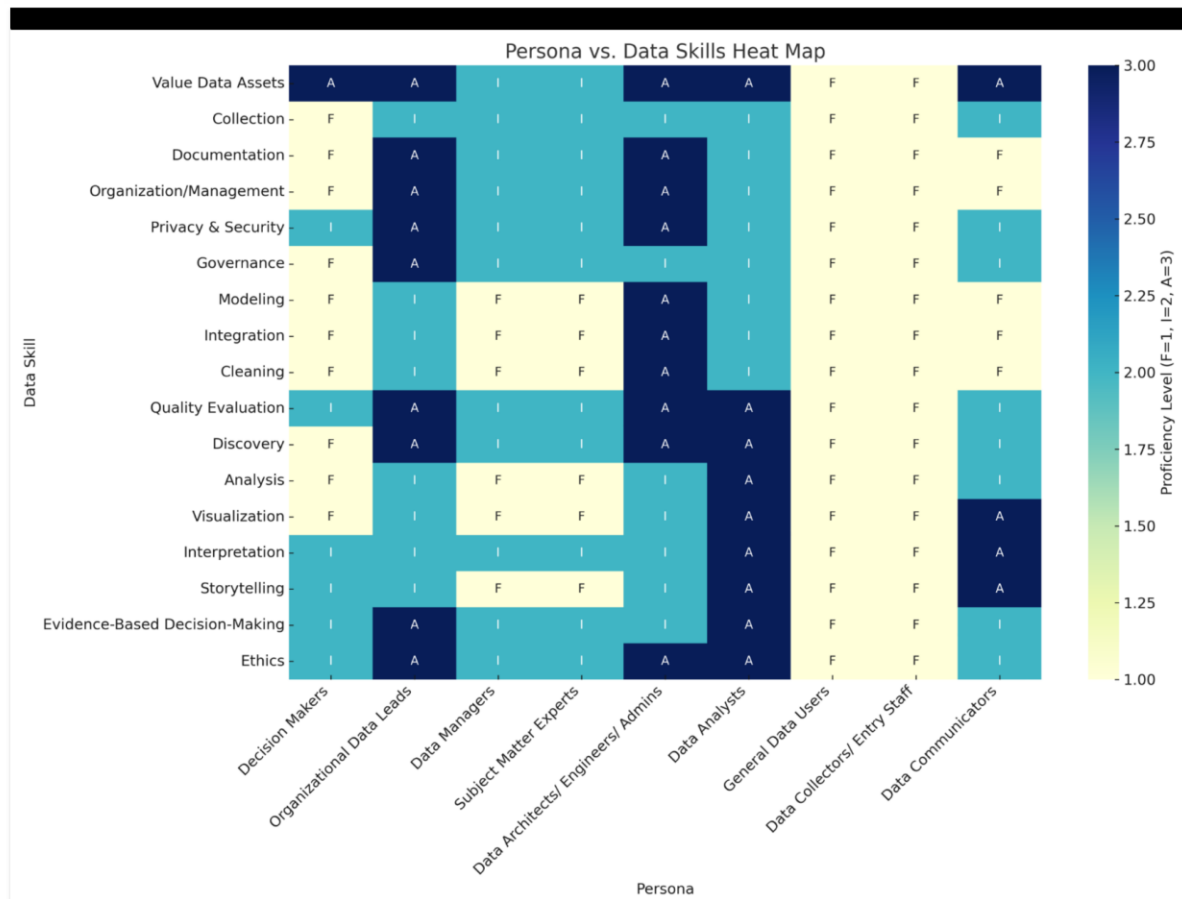 Persona vs. Data Skills Heat Map
Value Data Assets A A I I A A F F A
Collection F I I I I I F F I
Documentation F A I I A I F F F
Organization/Management F A I I A I F F F
Privacy & Security I A I I A I F F I
Governance F A I I I I F F I
Modeling F I F F A I F F F
Integration F I F F A I F F F
Cleaning F I F F A I F F F
Quality Evaluation I A I I A A F F I
Discovery F A I I A A F F I
Analysis F I F F I A F F I
Visualization F I F F I A F F A
Interpretation I I I I I A F F A
Storytelling I I F F I A F F A
Evidence-Based Decision-Making I A I I I A F F I
Ethics I A I I A A F F I
Data Skill
Decision Makers
Organizational Data Leads
Data Managers
Subject Matter Experts
Data Architects/ Engineers/ Admins
Data Analysts
General Data Users
Data Collectors/ Entry Staff
Data Communicators
Persona
3.00
2.75
2.50
2.25
2.00
1.75
1.50
1.25
1.00
Proficiency Level (F=1, I=2, A=3)